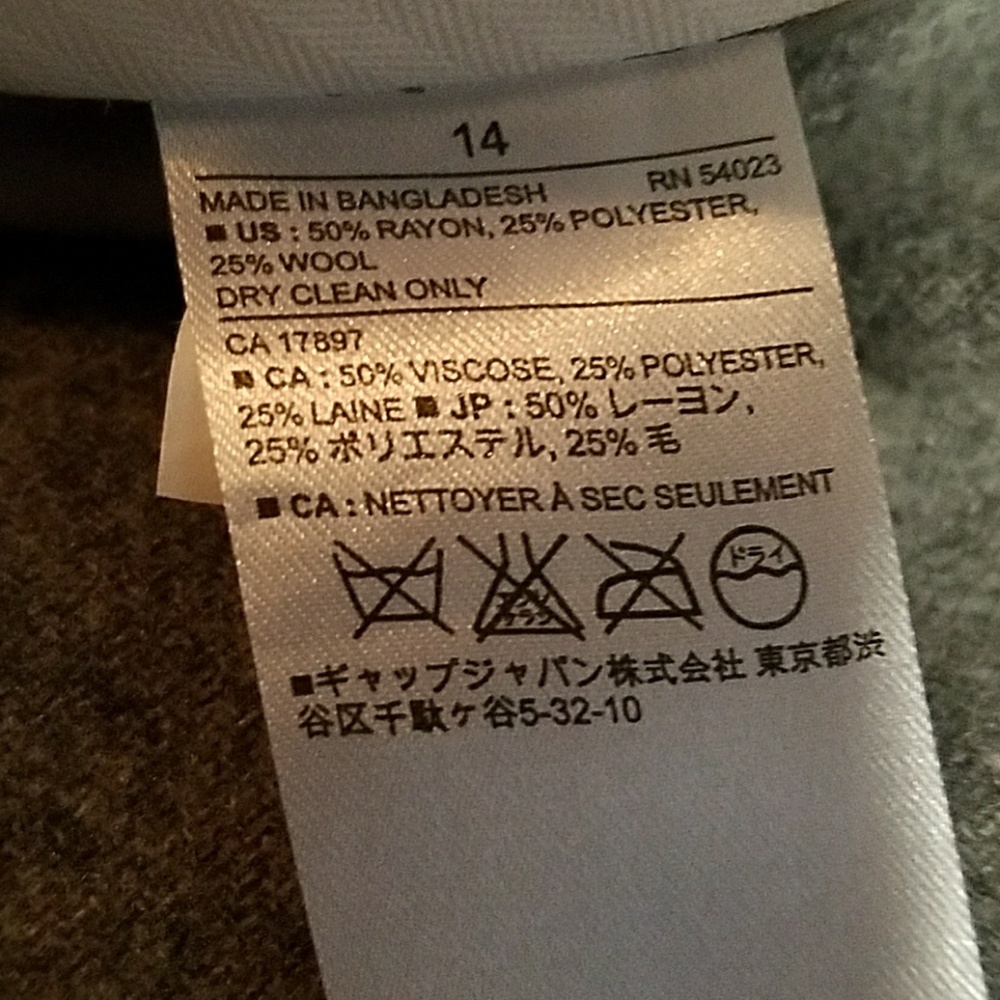 14
MADE IN BANGLADESH RN 54023
■ US : 50% RAYON, 25% POLYESTER,
25% WOOL
DRY CLEAN ONLY
CA 17897
■ CA : 50% VISCOSE, 25% POLYESTER,
25% LAINE ■ JP : 50% レーヨン,
25% ポリエステル, 25% 毛
■ CA : NETTOYER À SEC SEULEMENT
ドライ
■ギャップジャパン株式会社 東京都渋
谷区千駄ケ谷5-32-10